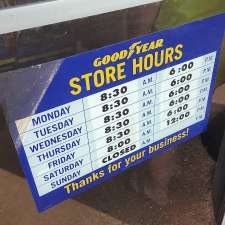 GOODYEAR
STORE HOURS
MONDAY 8:30 A.M. 6:00 P.M.
TUESDAY 8:30 A.M. 6:00 P.M.
WEDNESDAY 8:30 A.M. 6:00 P.M.
THURSDAY 8:30 A.M. 6:00 P.M.
FRIDAY 8:30 A.M. 6:00 P.M.
SATURDAY 8:00 A.M. 12:00 P.M.
SUNDAY CLOSED
Thanks for your business!